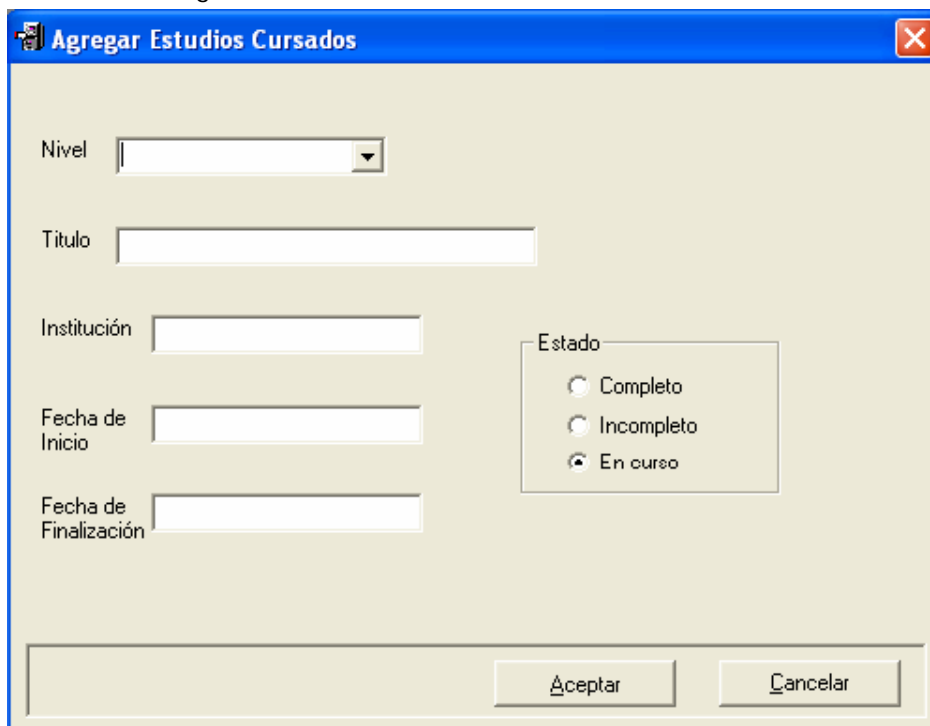 Agregar Estudios Cursados
Nivel
Titulo
Institución
Fecha de
Inicio
Fecha de
Finalización
Estado
Completo
Incompleto
En curso
Aceptar
Cancelar